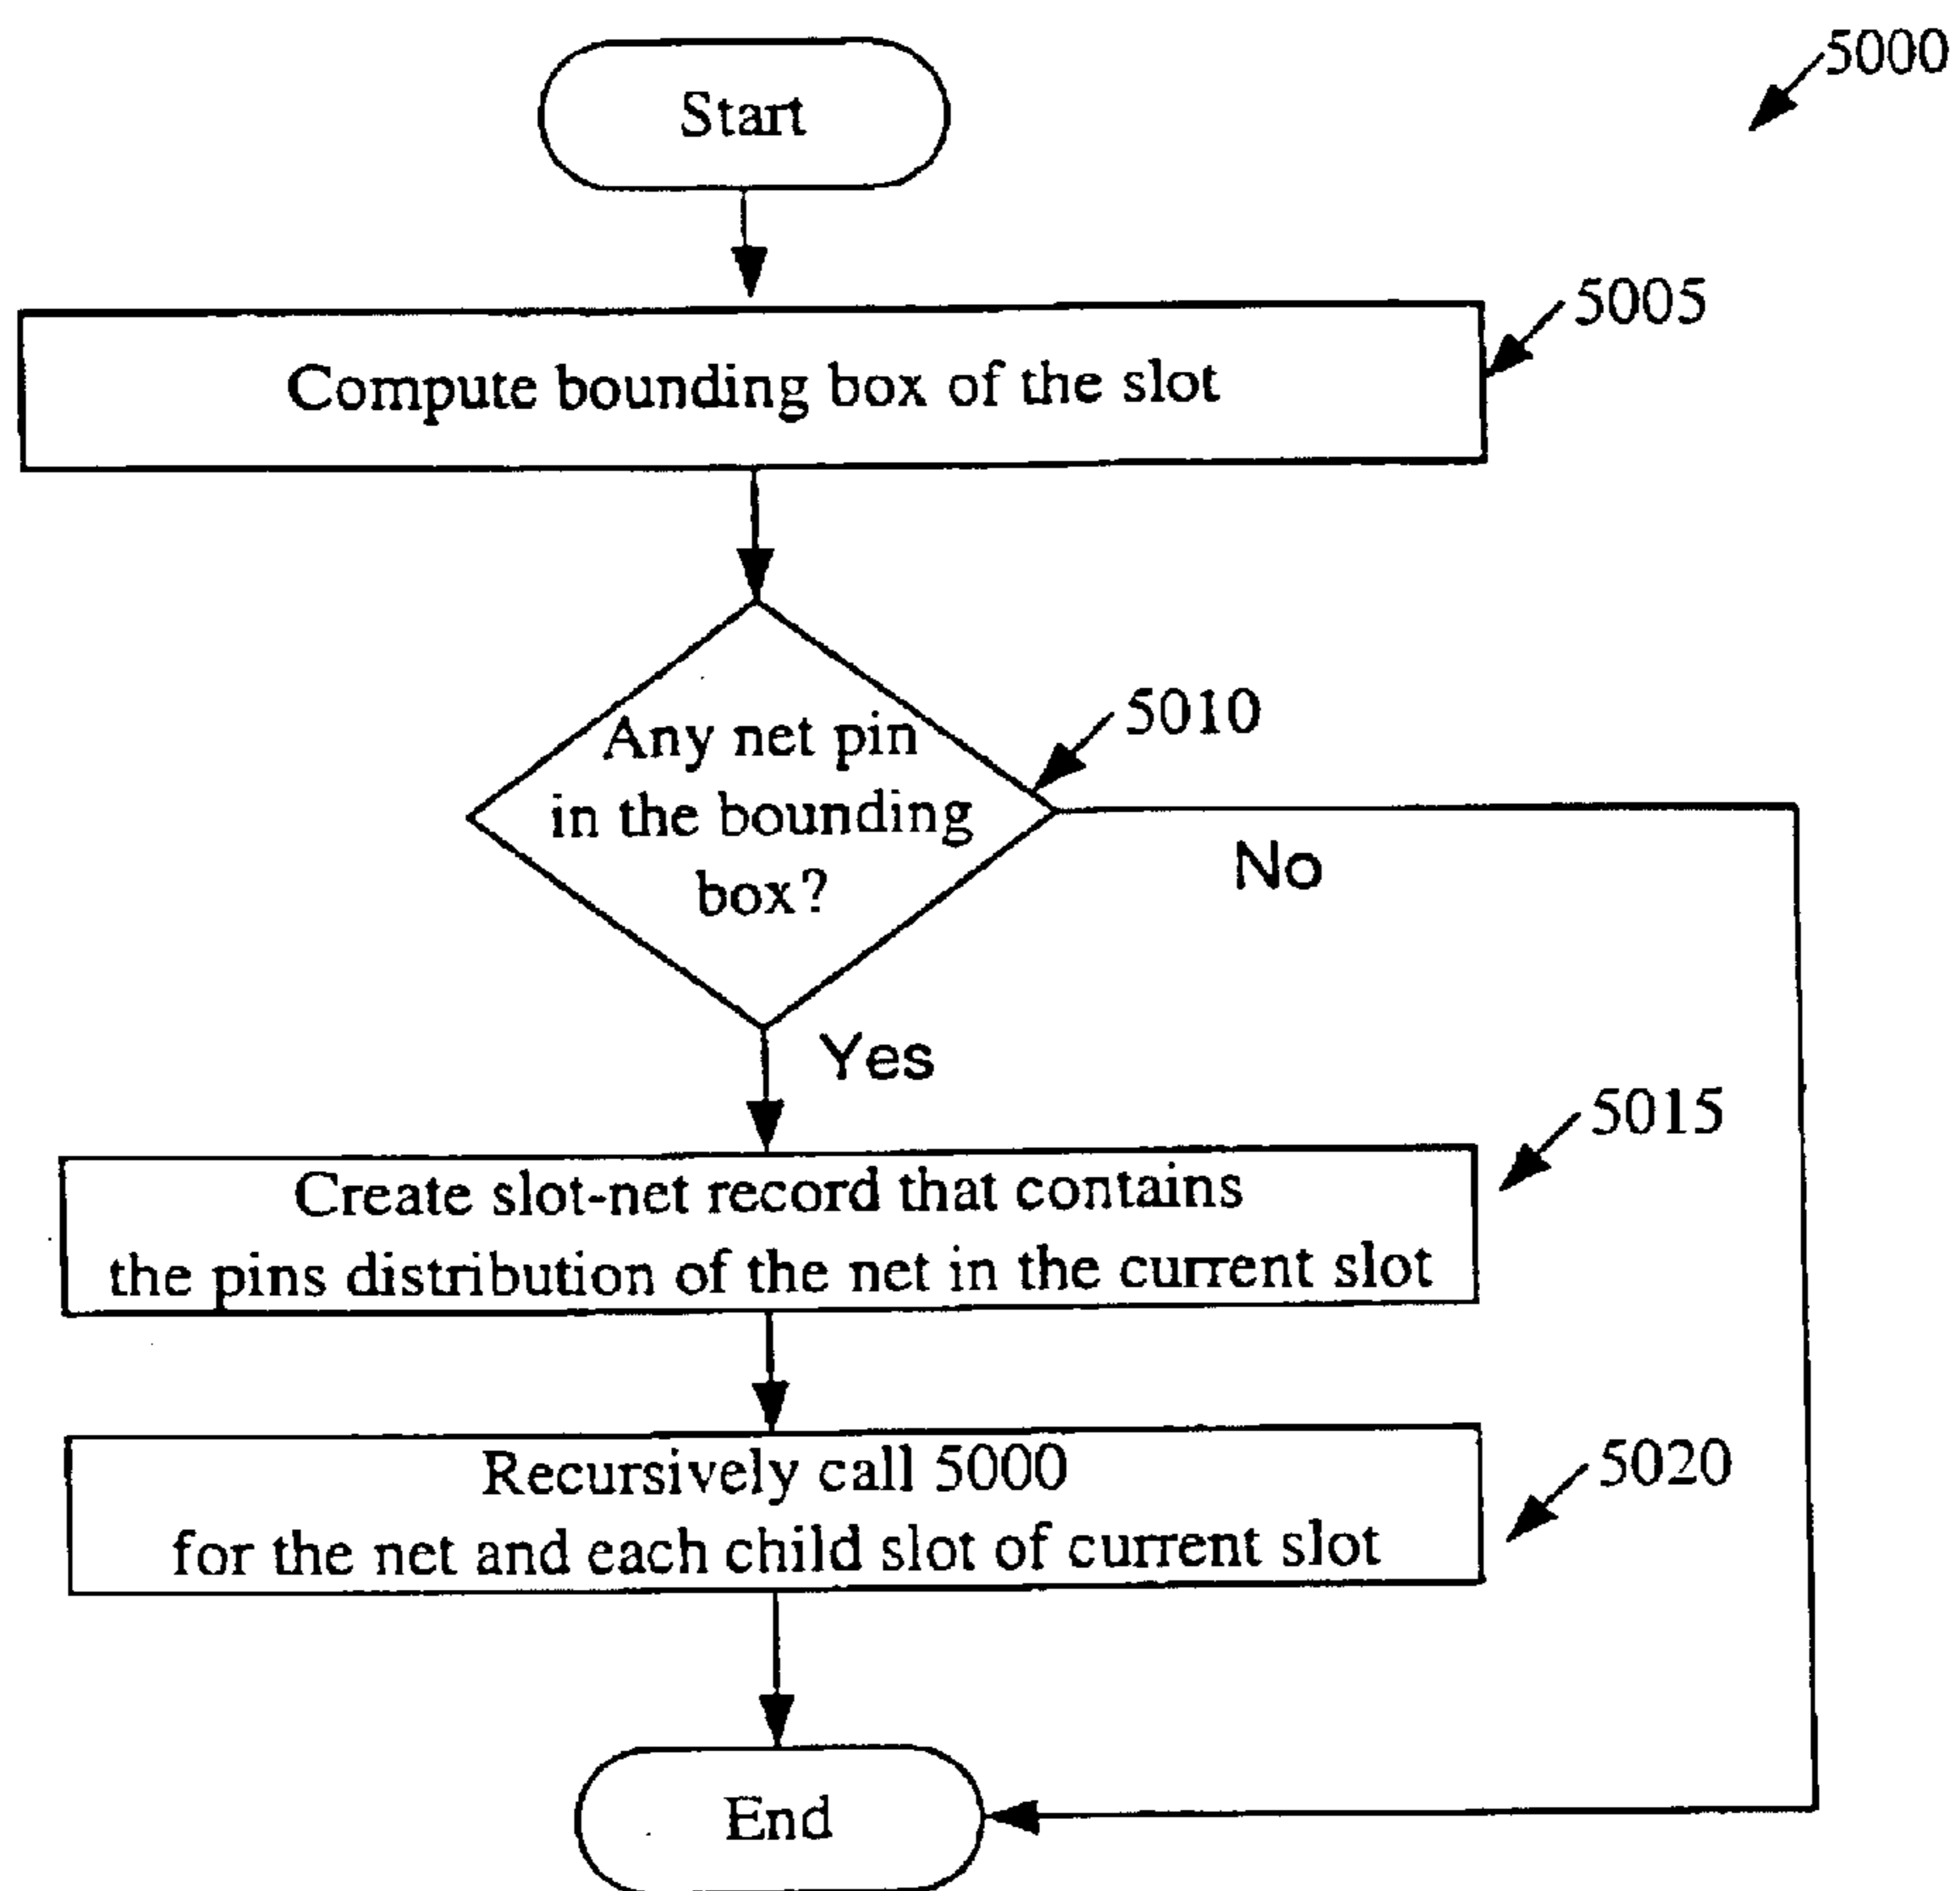 5000
Start
5005
Compute bounding box of the slot
5010
Any net pin
in the bounding
box?
No
Yes
5015
Create slot-net record that contains
the pins distribution of the net in the current slot
5020
Recursively call 5000
for the net and each child slot of current slot
End